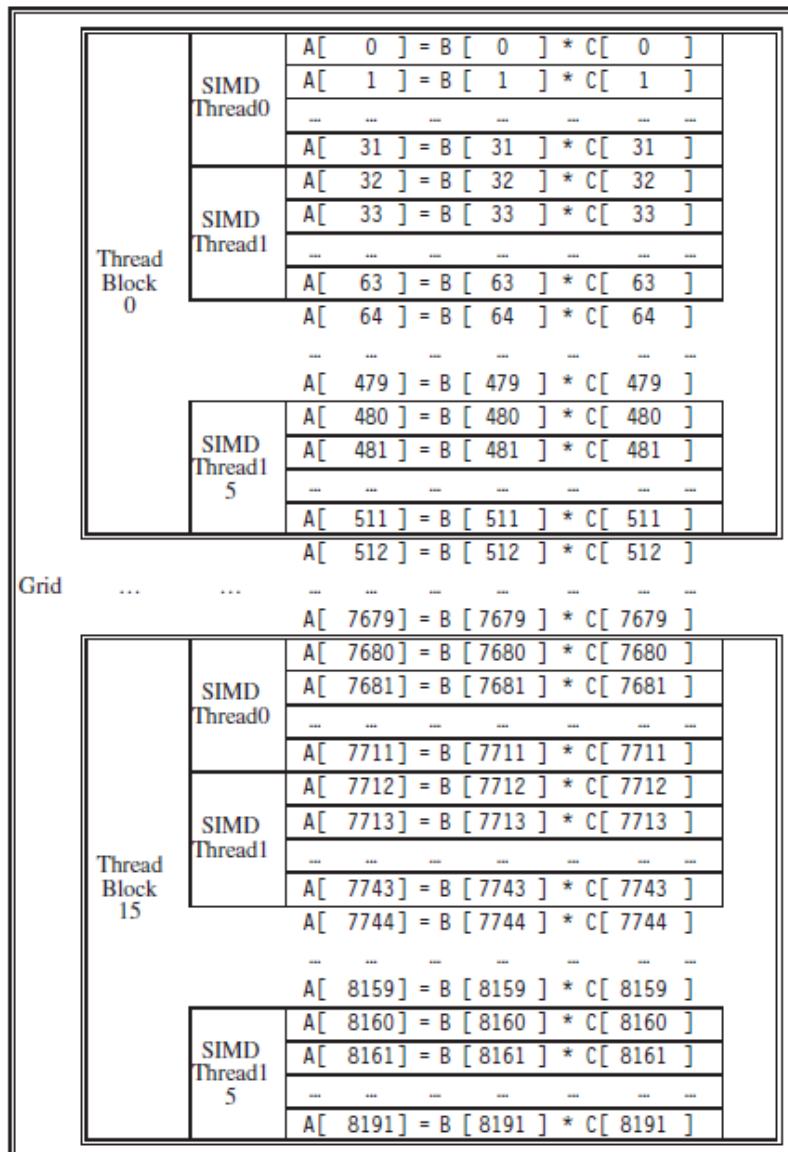 A[ 0 ] = B [ 0 ] * C[ 0 ]
SIMD Thread0 A[ 1 ] = B [ 1 ] * C[ 1 ]
... ... ... ... ... ...
A[ 31 ] = B [ 31 ] * C[ 31 ]
A[ 32 ] = B [ 32 ] * C[ 32 ]
SIMD Thread1 A[ 33 ] = B [ 33 ] * C[ 33 ]
Thread Block 0 ... ... ... ... ... ...
A[ 63 ] = B [ 63 ] * C[ 63 ]
A[ 64 ] = B [ 64 ] * C[ 64 ]
... ... ... ... ... ...
A[ 479 ] = B [ 479 ] * C[ 479 ]
A[ 480 ] = B [ 480 ] * C[ 480 ]
SIMD Thread1 5 A[ 481 ] = B [ 481 ] * C[ 481 ]
... ... ... ... ... ...
A[ 511 ] = B [ 511 ] * C[ 511 ]
A[ 512 ] = B [ 512 ] * C[ 512 ]
Grid ... ... ... ... ... ... ... ...
A[ 7679] = B [ 7679 ] * C[ 7679 ]
A[ 7680] = B [ 7680 ] * C[ 7680 ]
SIMD Thread0 A[ 7681] = B [ 7681 ] * C[ 7681 ]
... ... ... ... ... ...
A[ 7711] = B [ 7711 ] * C[ 7711 ]
A[ 7712] = B [ 7712 ] * C[ 7712 ]
SIMD Thread1 A[ 7713] = B [ 7713 ] * C[ 7713 ]
Thread Block 15 ... ... ... ... ... ...
A[ 7743] = B [ 7743 ] * C[ 7743 ]
A[ 7744] = B [ 7744 ] * C[ 7744 ]
... ... ... ... ... ...
A[ 8159] = B [ 8159 ] * C[ 8159 ]
A[ 8160] = B [ 8160 ] * C[ 8160 ]
SIMD Thread1 5 A[ 8161] = B [ 8161 ] * C[ 8161 ]
... ... ... ... ... ...
A[ 8191] = B [ 8191 ] * C[ 8191 ]